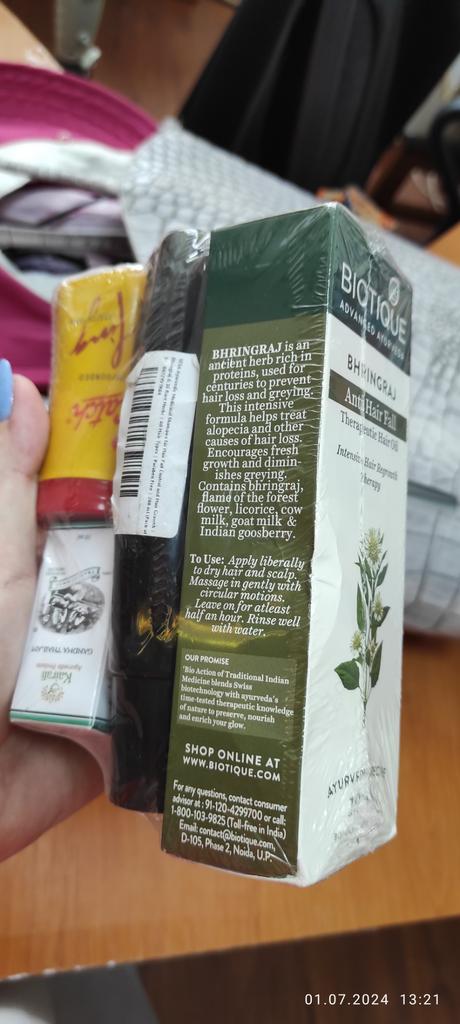 BHRINGRAJ is an
antient herb rich in
proteins, used for
centuries to prevent
hair loss and greying.
This intensive
formula helps treat
alopecia and other
causes of hair loss.
Encourages fresh
growth and dimin-
ishes greying.
Contains bhringraj,
flame of the forest
flower, licorice, cow
milk, goat milk &
Indian gooseberry.
To Use: Apply liberally
to dry hair and scalp.
Massage in gently with
circular motions.
Leave on for atleast
half an hour. Rinse well
with water.
OUR PROMISE
'Bio Action of Traditional Indian
Medicine blends Swiss
biotechnology with ayurveda's
time-tested therapeutic knowledge
of nature to preserve, nourish
and enrich your glow.
SHOP ONLINE AT
WWW.BIOTIQUE.COM
For any questions, contact consumer
advisor at : 91-120-4299700 or call:
1-800-103-9825 (Toll-free in India)
Email: contact@biotique.com,
D-105, Phase 2, Noida, U.P.
BIOTIQUE
ADVANCED AYURVEDA
BHRINGRAJ
Anti Hair Fall
Therapeutic Hair Oil
Intensive Hair Regrowth
Therapy
Catch
Kairali
GANDHA THAILAM
01.07.2024 13:21